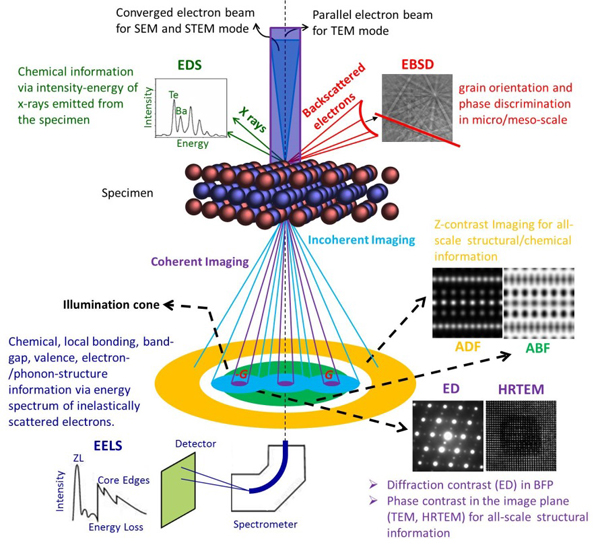 Converged electron beam
for SEM and STEM mode
Parallel electron beam
for TEM mode
EDS
Chemical information
via intensity-energy of
x-rays emitted from
the specimen
Intensity
Te
Ba
Energy
X rays
Backscattered
electrons
EBSD
grain orientation and
phase discrimination
in micro/meso-scale
Specimen
Coherent Imaging
Incoherent Imaging
Z-contrast Imaging for all-
scale structural/chemical
information
ADF
ABF
Illumination cone
-G
G
Chemical, local bonding, band-
gap, valence, electron-
/phonon-structure
information via energy
spectrum of inelastically
scattered electrons.
ED
HRTEM
EELS
Detector
ZL
Core Edges
Intensity
Energy Loss
Spectrometer
➢ Diffraction contrast (ED) in BFP
➢ Phase contrast in the image plane
(TEM, HRTEM) for all-scale structural
information